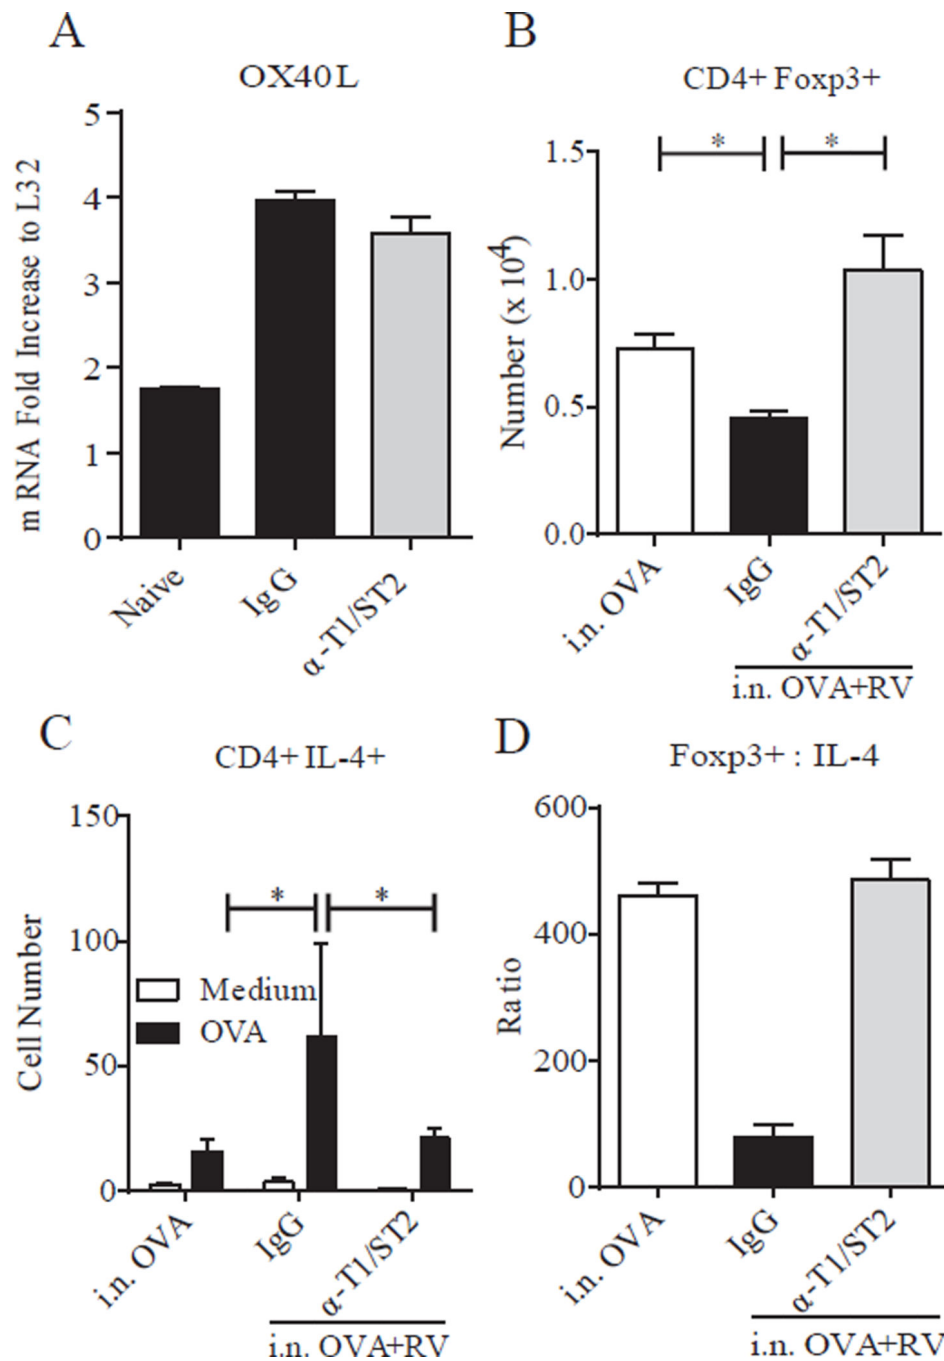 A
OX40L
mRNA Fold Increase to L32
5
4
3
2
1
0
Naive
IgG
α-T1/ST2
B
CD4+ Foxp3+
* *
Number (x 10^4)
1.5
1.0
0.5
0.0
i.n. OVA
IgG
α-T1/ST2
i.n. OVA+RV
C
CD4+ IL-4+
Cell Number
150
100
50
0
* *
Medium
OVA
i.n. OVA
IgG
α-T1/ST2
i.n. OVA+RV
D
Foxp3+ : IL-4
Ratio
600
400
200
0
i.n. OVA
IgG
α-T1/ST2
i.n. OVA+RV